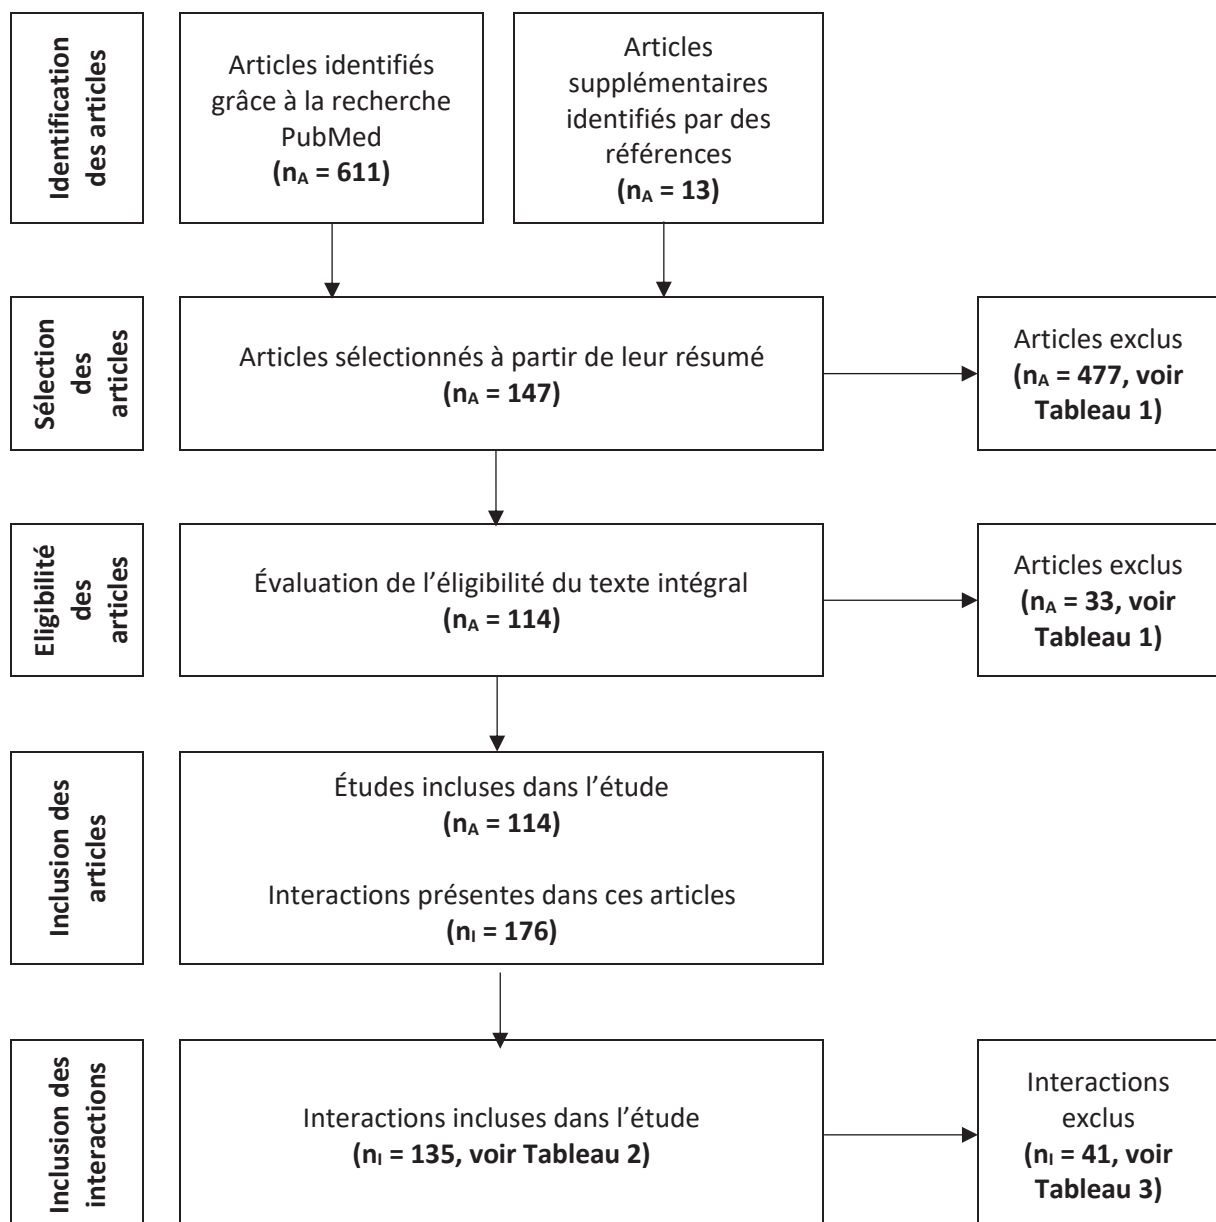 Identification
des articles
Articles identifiés
grâce à la recherche
PubMed
(nA = 611)
Articles
supplémentaires
identifiés par des
références
(nA = 13)
Sélection
des
articles
Articles sélectionnés à partir de leur résumé
(nA = 147)
Articles exclus
(nA = 477, voir
Tableau 1)
Eligibilité
des
articles
Évaluation de l’éligibilité du texte intégral
(nA = 114)
Articles exclus
(nA = 33, voir
Tableau 1)
Inclusion des
articles
Études incluses dans l’étude
(nA = 114)
Interactions présentes dans ces articles
(nI = 176)
Inclusion des
interactions
Interactions incluses dans l’étude
(nI = 135, voir Tableau 2)
Interactions
exclus
(nI = 41, voir
Tableau 3)